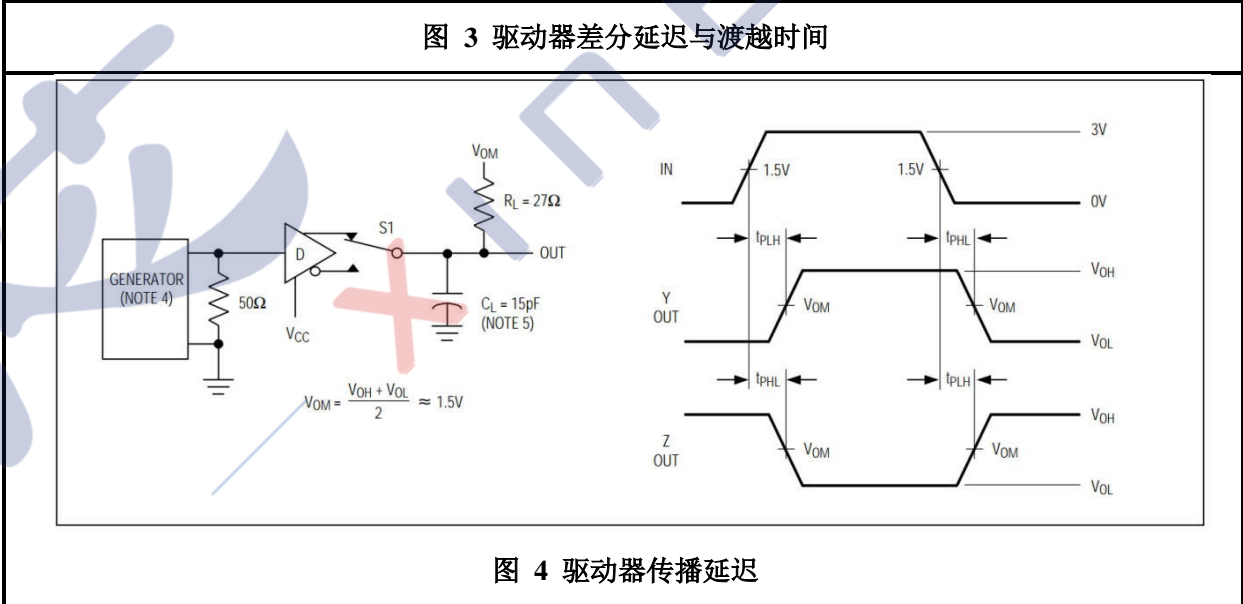 图 3 驱动器差分延迟与渡越时间
VOM
RL = 27Ω
S1
D
OUT
GENERATOR
(NOTE 4)
50Ω
VCC
CL = 15pF
(NOTE 5)
VOM = VOH + VOL / 2 ≈ 1.5V
3V
IN
1.5V
1.5V
0V
tPLH
tPHL
VOH
Y
OUT
VOM
VOM
VOL
tPHL
tPLH
VOH
Z
OUT
VOM
VOM
VOL
图 4 驱动器传播延迟